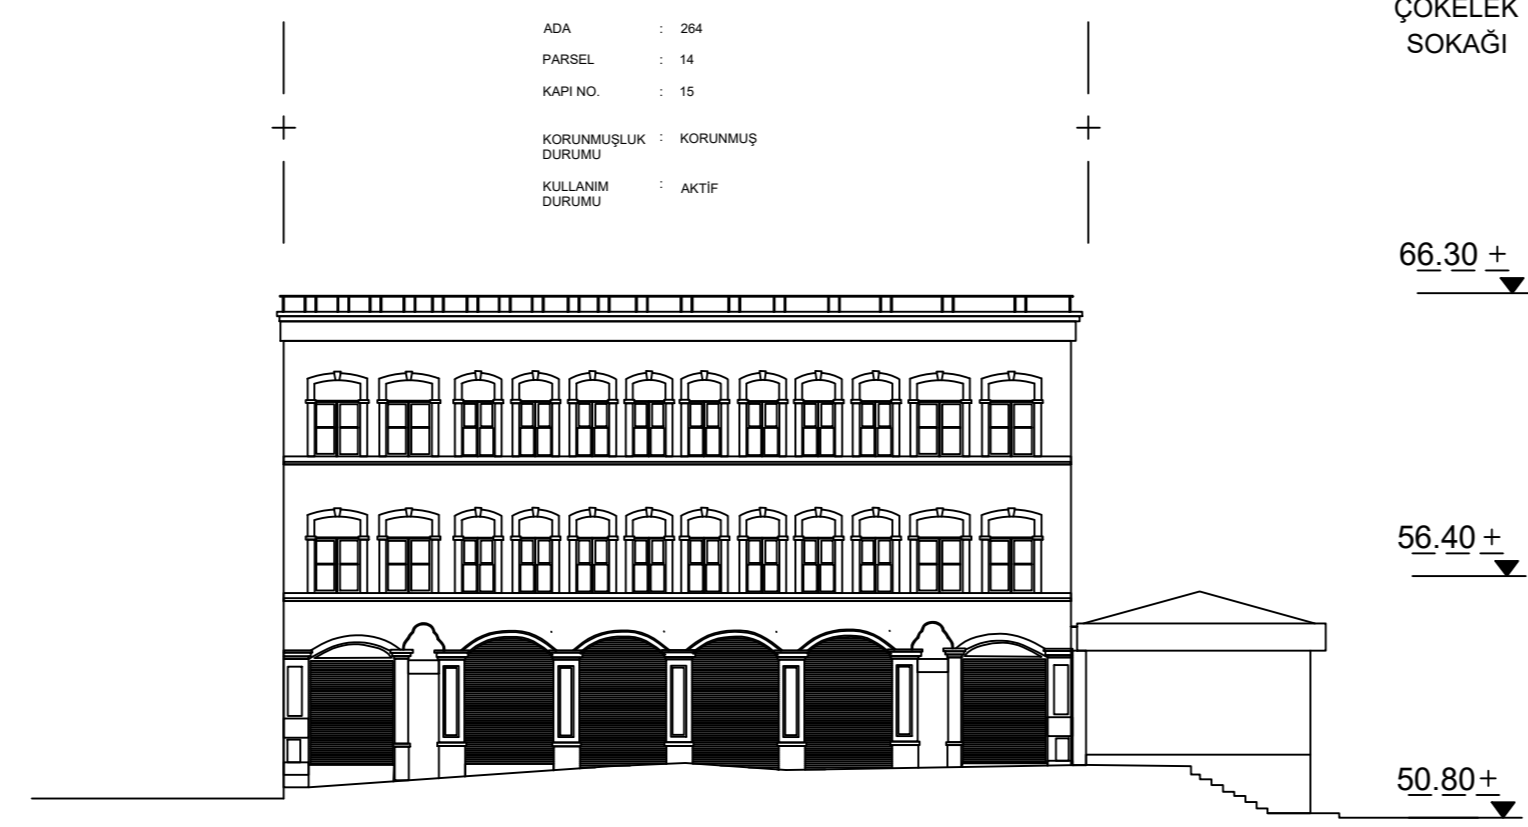 ADA : 264
PARSEL : 14
KAPI NO. : 15
KORUNMUŞLUK DURUMU : KORUNMUŞ
KULLANIM DURUMU : AKTİF
ÇÖKELEK
SOKAĞI
66.30 +
56.40 +
50.80 +